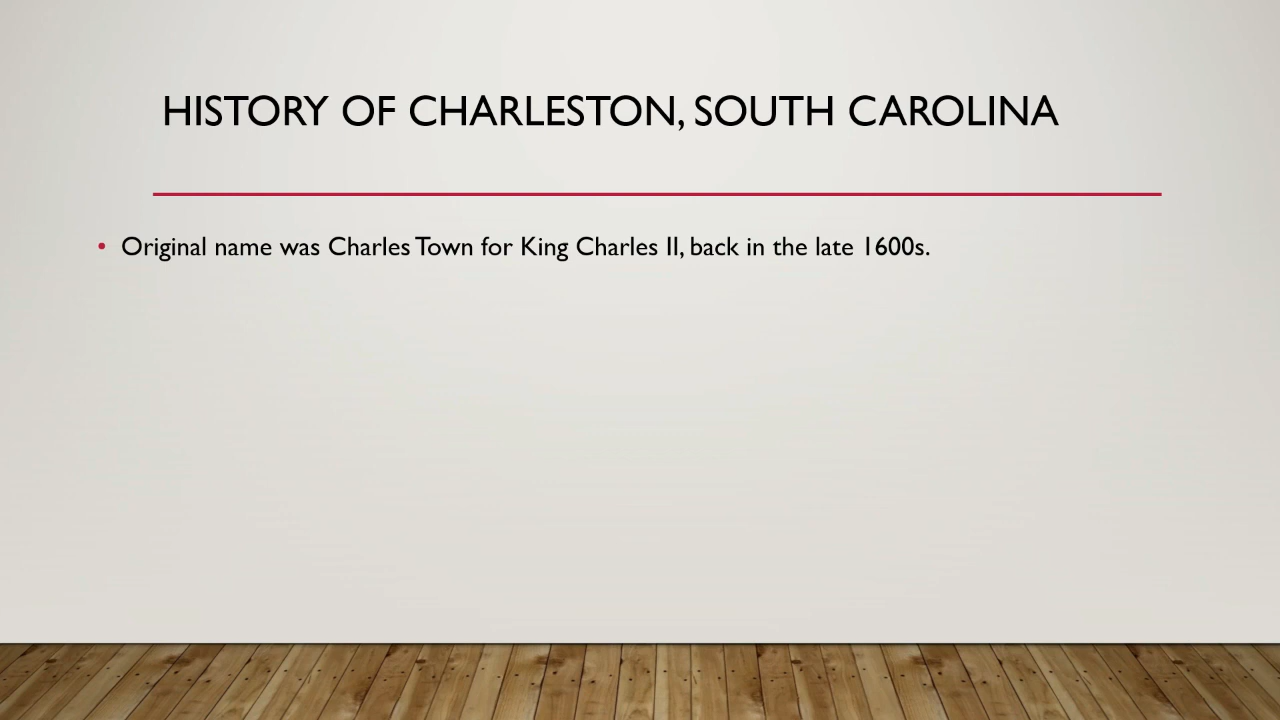 HISTORY OF CHARLESTON, SOUTH CAROLINA
• Original name was Charles Town for King Charles II, back in the late 1600s.